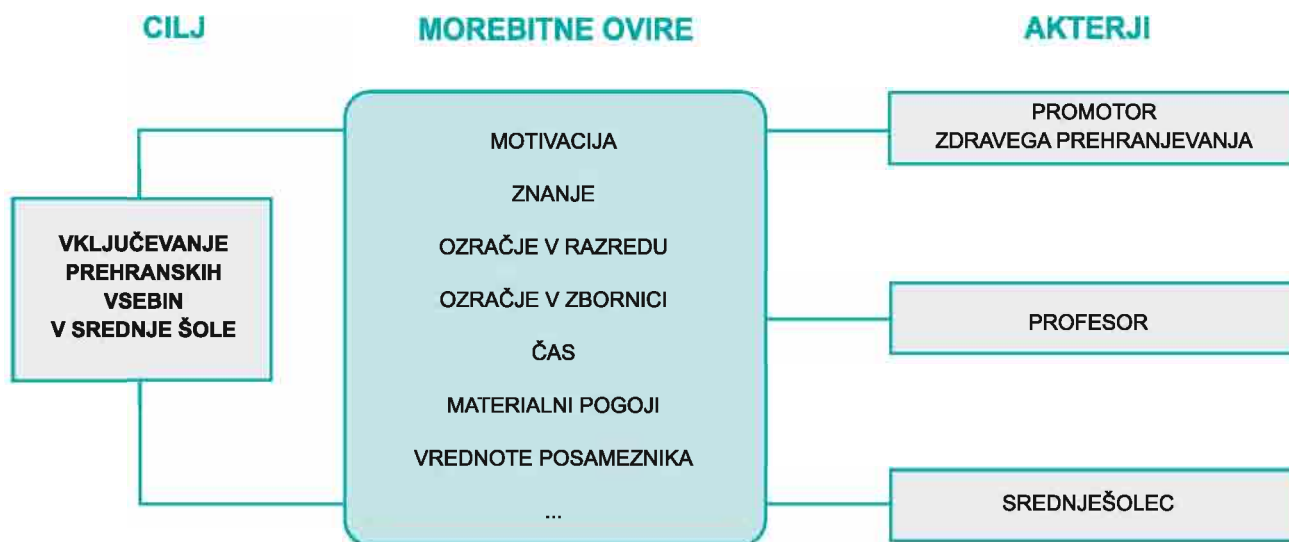 CILJ
MOREBITNE OVIRE
AKTERJI
VKLJUČEVANJE
PREHRANSKIH
VSEBIN
V SREDNJE ŠOLE
MOTIVACIJA
ZNANJE
OZRAČJE V RAZREDU
OZRAČJE V ZBORNICI
ČAS
MATERIALNI POGOJI
VREDNOTE POSAMEZNIKA
...
PROMOTOR
ZDRAVEGA PREHRANJEVANJA
PROFESOR
SREDNJEŠOLEC